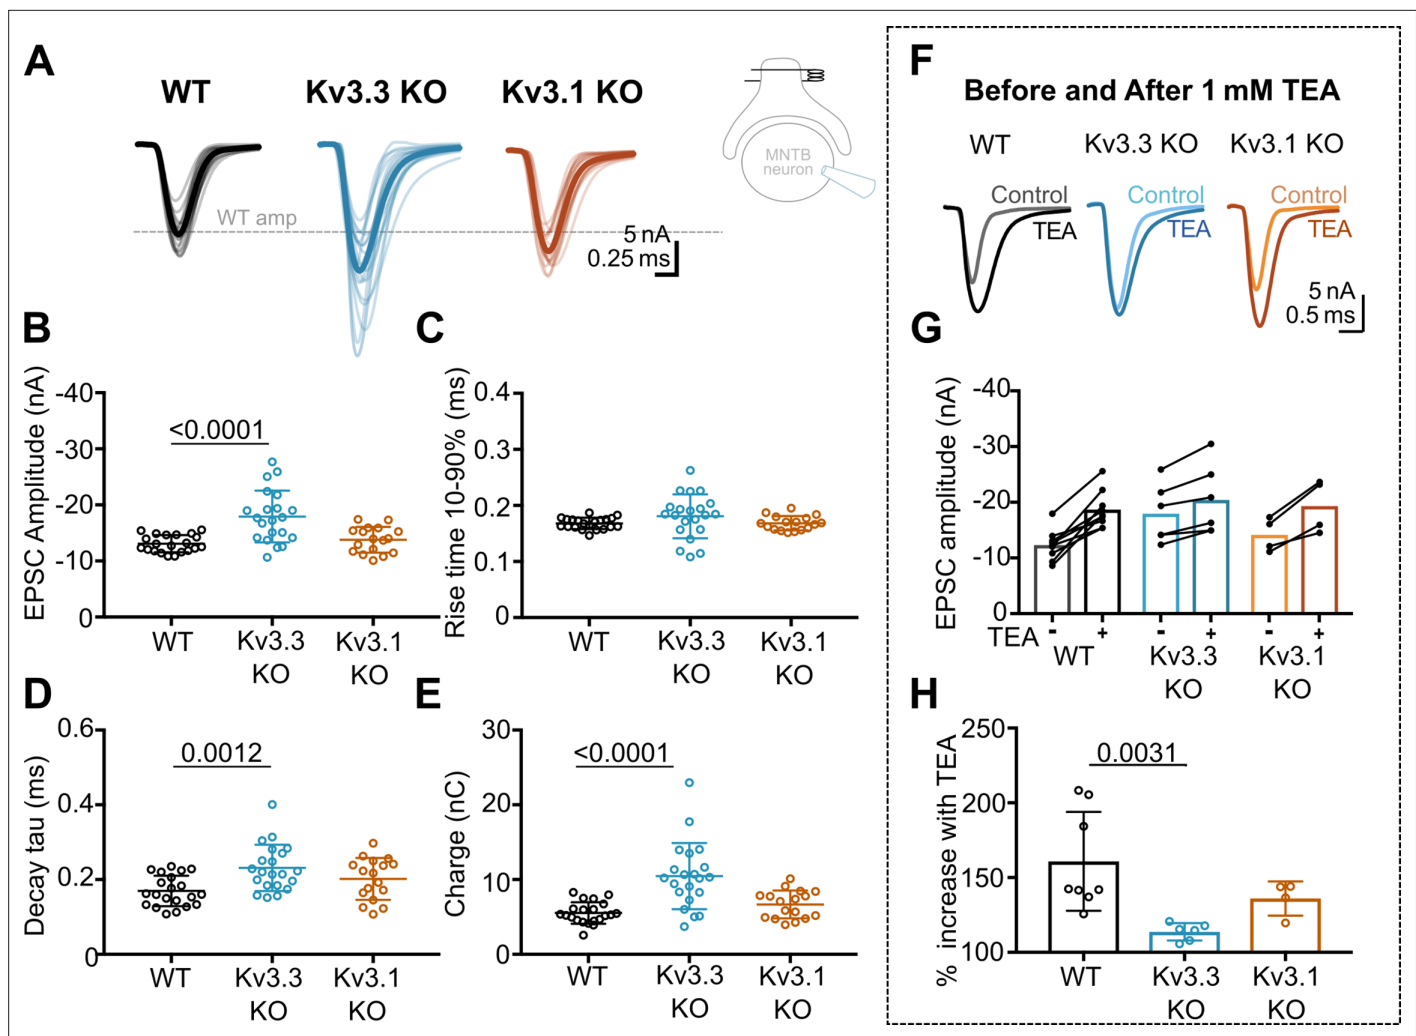 A
WT
Kv3.3 KO
Kv3.1 KO
MNTB
neuron
WT amp
5 nA
0.25 ms
B
EPSC Amplitude (nA)
-40
-30
-20
-10
0
<0.0001
WT
Kv3.3
KO
Kv3.1
KO
C
Rise time 10-90% (ms)
0.4
0.3
0.2
0.1
0
WT
Kv3.3
KO
Kv3.1
KO
D
Decay tau (ms)
0.6
0.4
0.2
0
0.0012
WT
Kv3.3
KO
Kv3.1
KO
E
Charge (nC)
30
20
10
0
<0.0001
WT
Kv3.3
KO
Kv3.1
KO
F
Before and After 1 mM TEA
WT
Kv3.3 KO
Kv3.1 KO
Control
TEA
Control
TEA
Control
TEA
5 nA
0.5 ms
G
EPSC amplitude (nA)
-40
-30
-20
-10
0
TEA - + - + - +
WT
Kv3.3
KO
Kv3.1
KO
H
% increase with TEA
250
200
150
100
0.0031
WT
Kv3.3
KO
Kv3.1
KO